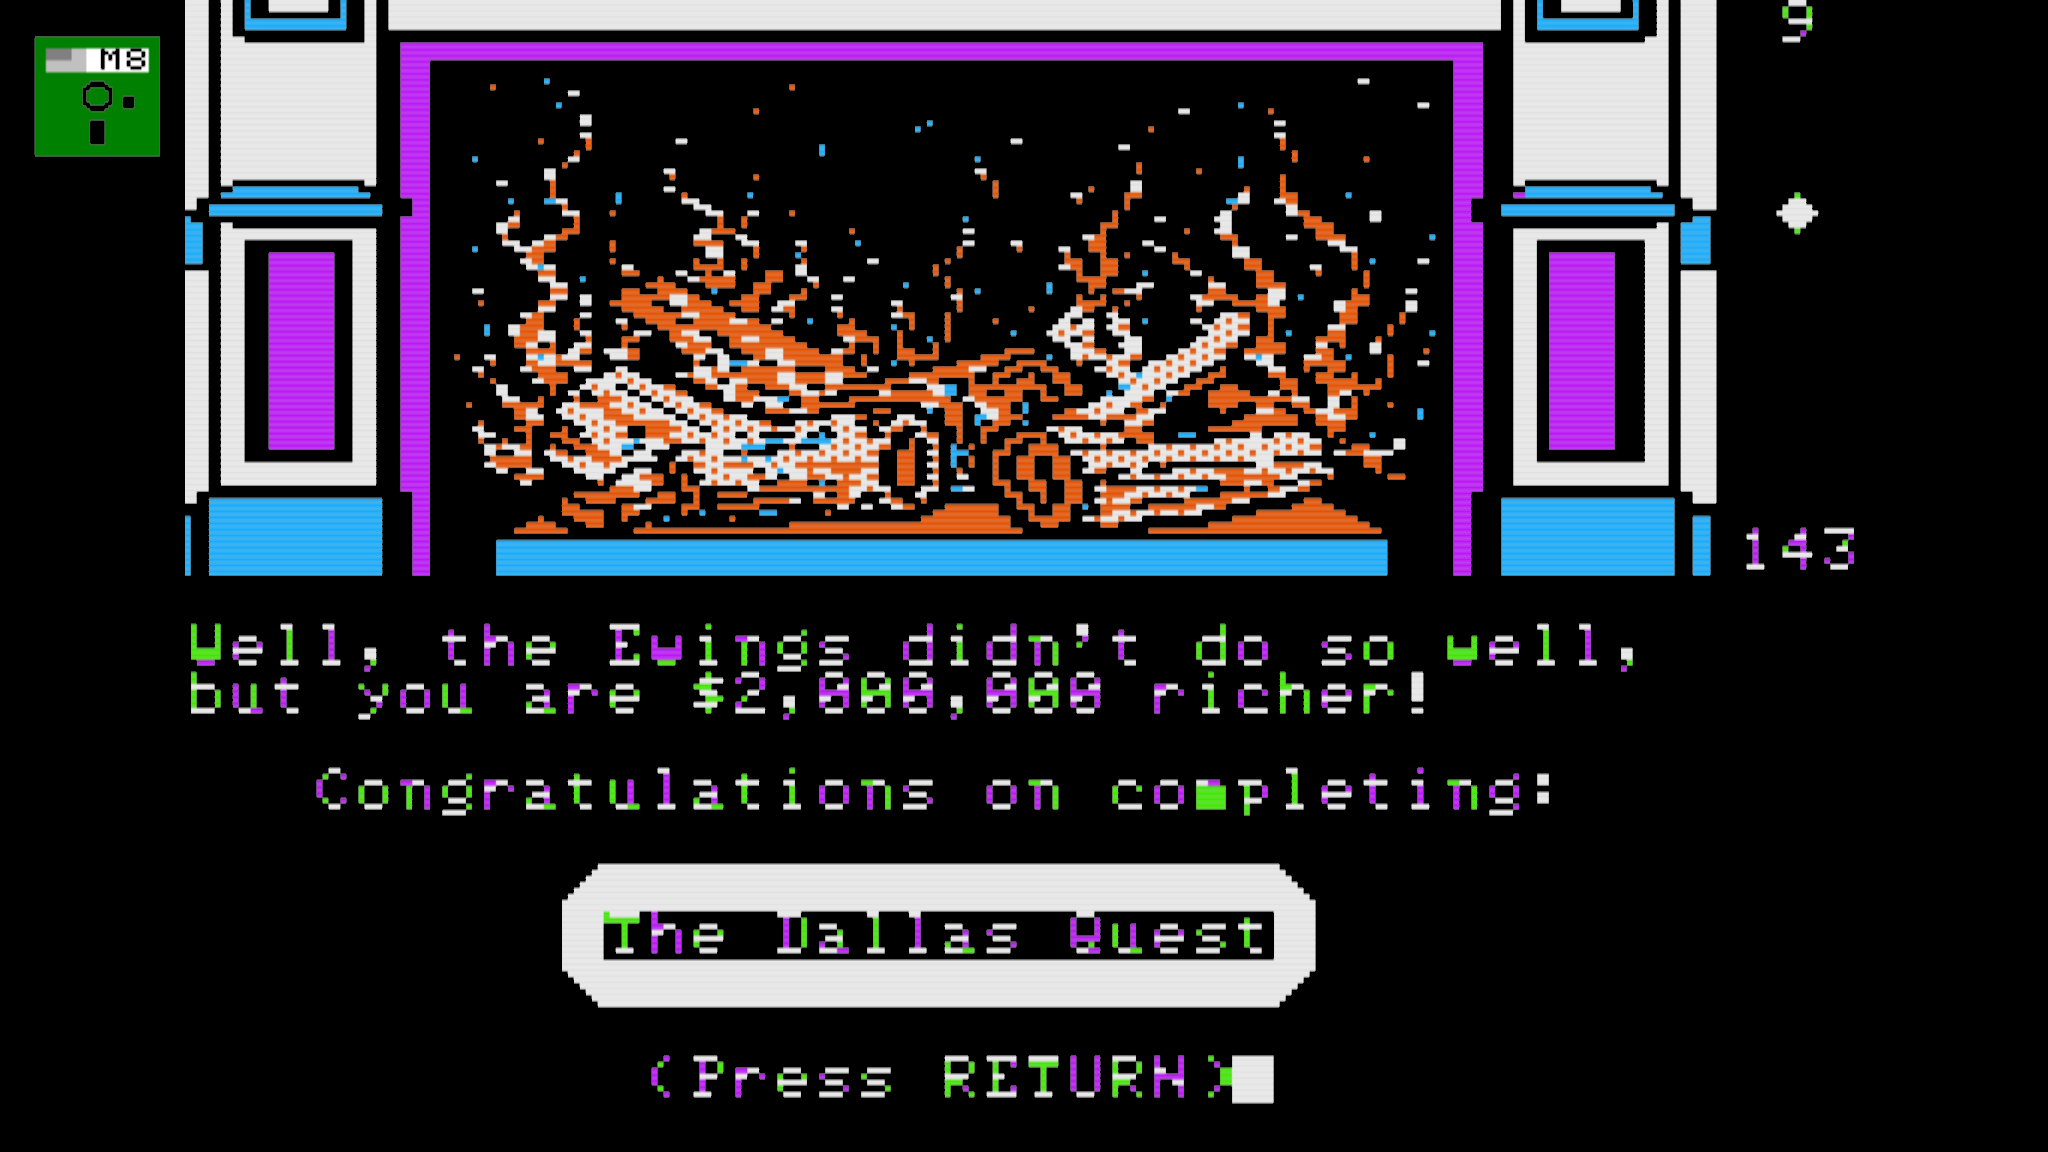 M8
9
143
Well, the Ewings didn't do so well,
but you are $2,000,000 richer!
Congratulations on completing:
The Dallas Quest
(Press RETURN)